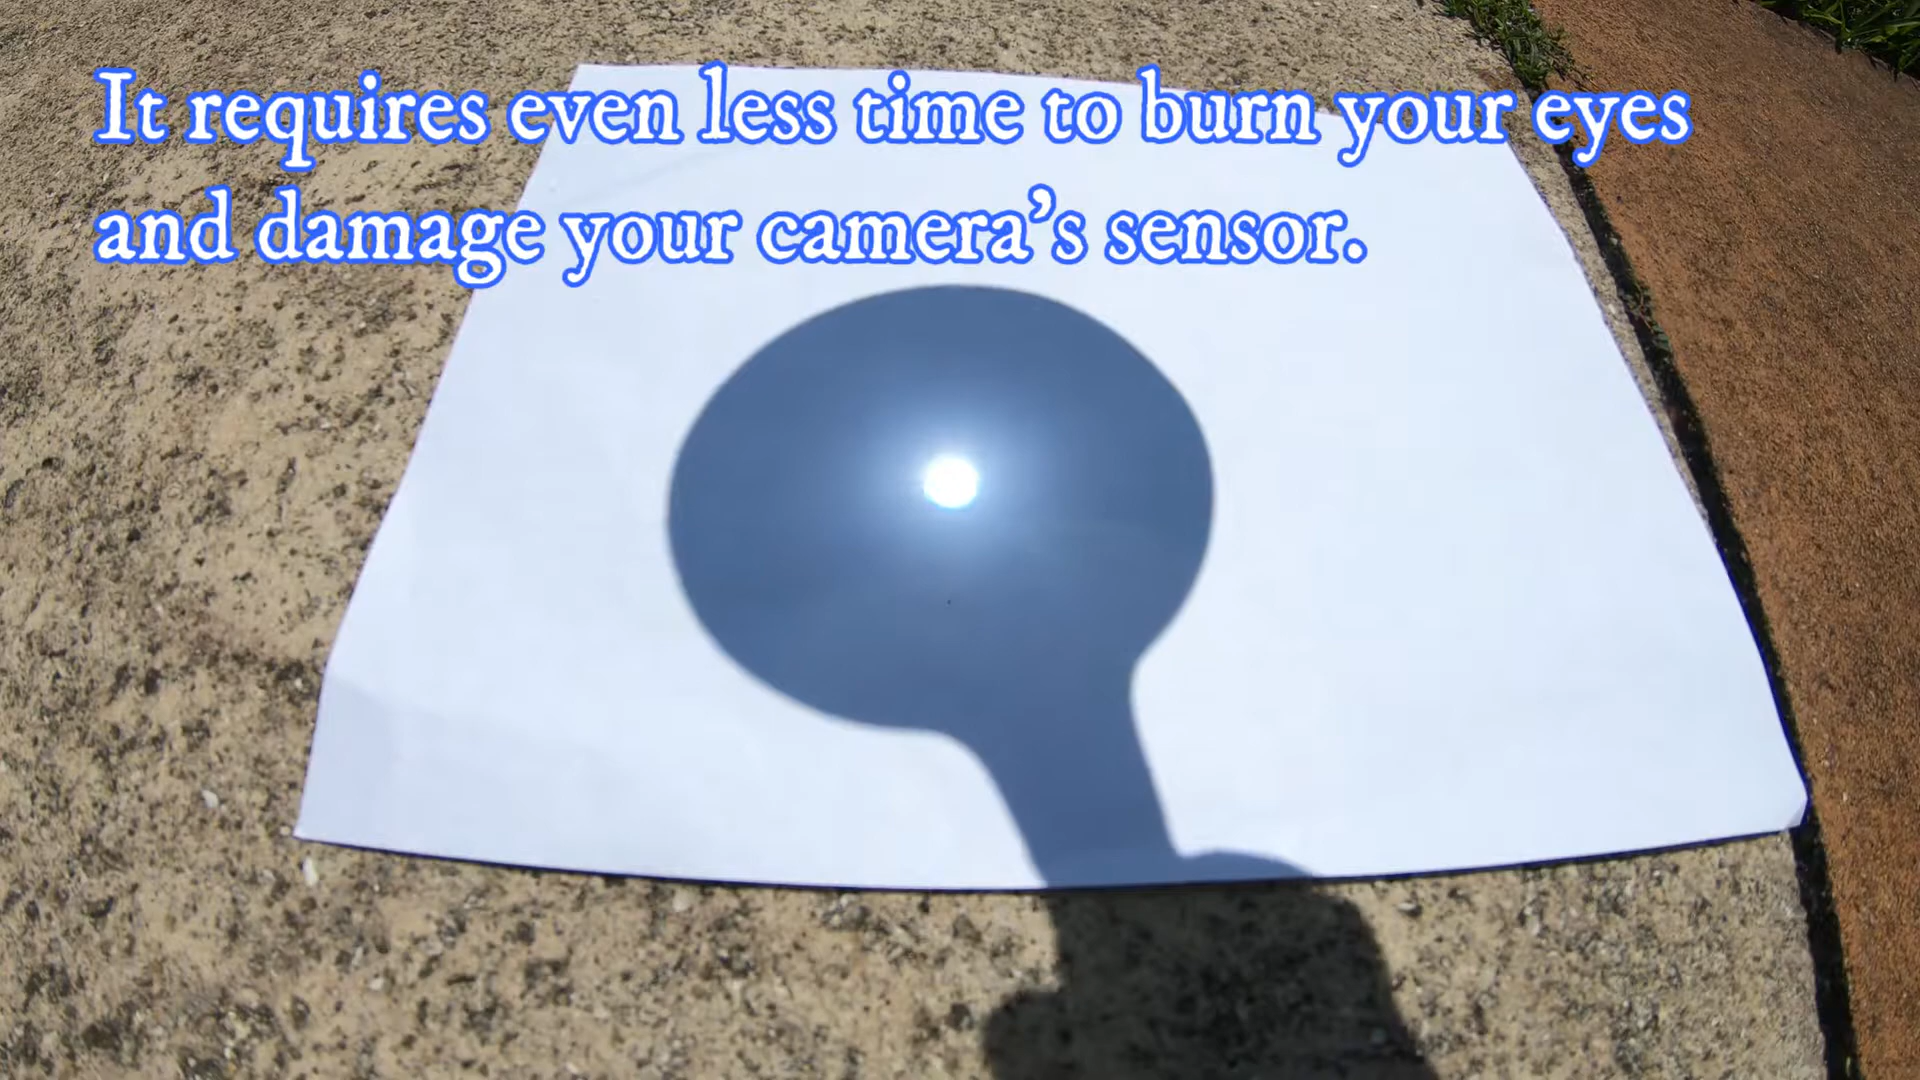 It requires even less time to burn your eyes
and damage your camera’s sensor.